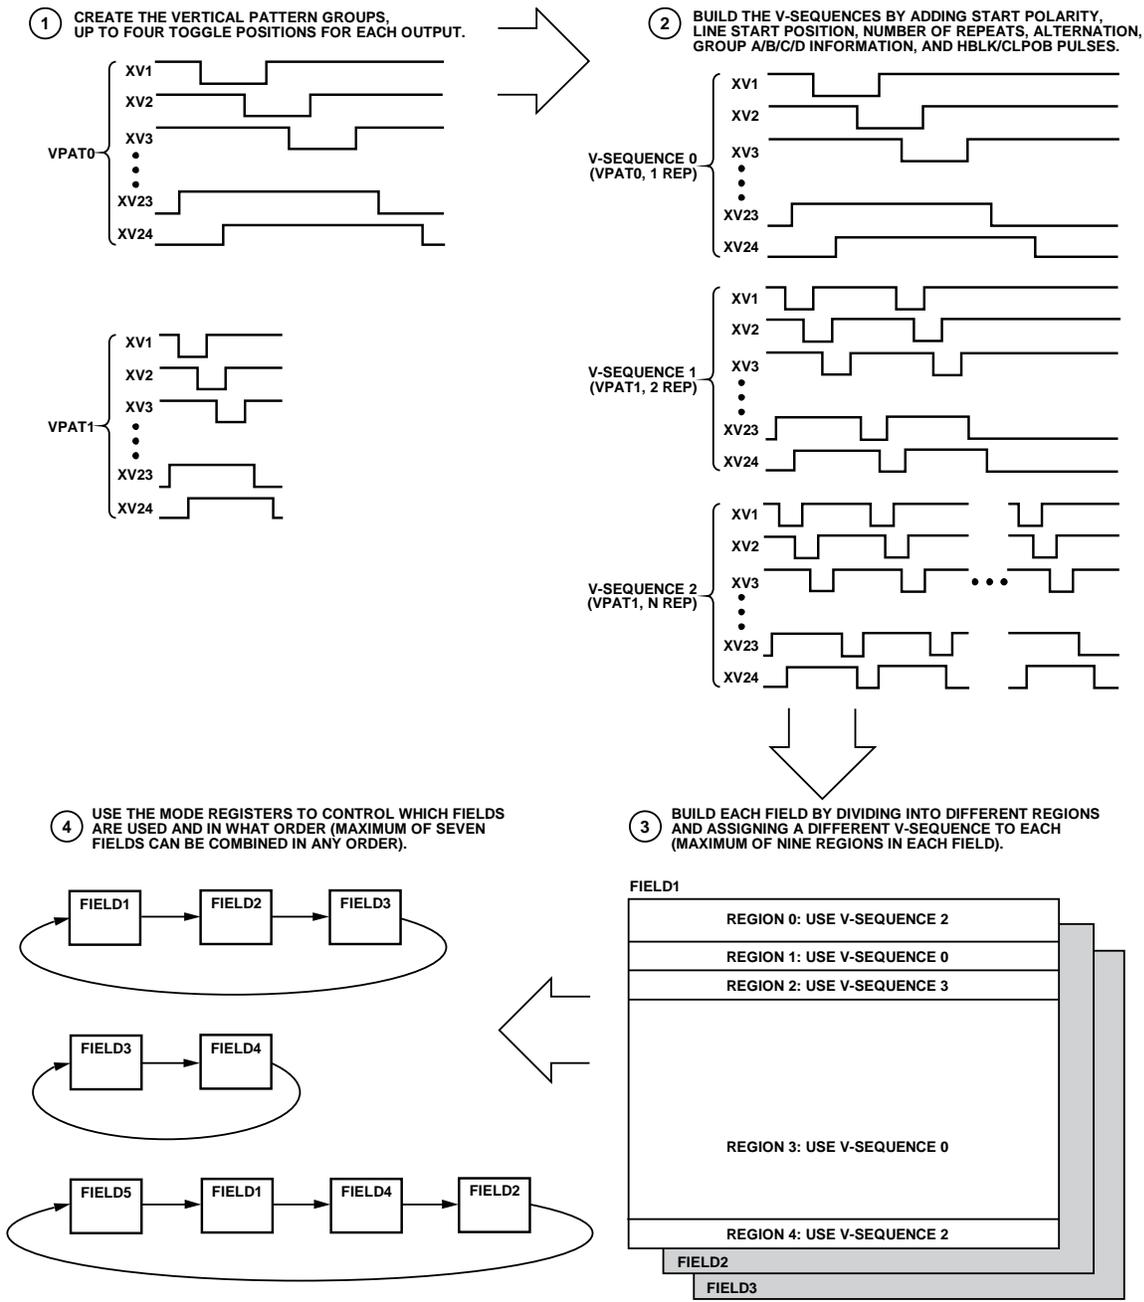 1
CREATE THE VERTICAL PATTERN GROUPS,
UP TO FOUR TOGGLE POSITIONS FOR EACH OUTPUT.
XV1
XV2
XV3
VPAT0
XV23
XV24
XV1
XV2
XV3
VPAT1
XV23
XV24
2
BUILD THE V-SEQUENCES BY ADDING START POLARITY,
LINE START POSITION, NUMBER OF REPEATS, ALTERNATION,
GROUP A/B/C/D INFORMATION, AND HBLK/CLPOB PULSES.
XV1
XV2
XV3
V-SEQUENCE 0
(VPAT0, 1 REP)
XV23
XV24
XV1
XV2
XV3
V-SEQUENCE 1
(VPAT1, 2 REP)
XV23
XV24
XV1
XV2
XV3
V-SEQUENCE 2
(VPAT1, N REP)
XV23
XV24
4
USE THE MODE REGISTERS TO CONTROL WHICH FIELDS
ARE USED AND IN WHAT ORDER (MAXIMUM OF SEVEN
FIELDS CAN BE COMBINED IN ANY ORDER).
FIELD1
FIELD2
FIELD3
FIELD3
FIELD4
FIELD5
FIELD1
FIELD4
FIELD2
3
BUILD EACH FIELD BY DIVIDING INTO DIFFERENT REGIONS
AND ASSIGNING A DIFFERENT V-SEQUENCE TO EACH
(MAXIMUM OF NINE REGIONS IN EACH FIELD).
FIELD1
REGION 0: USE V-SEQUENCE 2
REGION 1: USE V-SEQUENCE 0
REGION 2: USE V-SEQUENCE 3
REGION 3: USE V-SEQUENCE 0
REGION 4: USE V-SEQUENCE 2
FIELD2
FIELD3